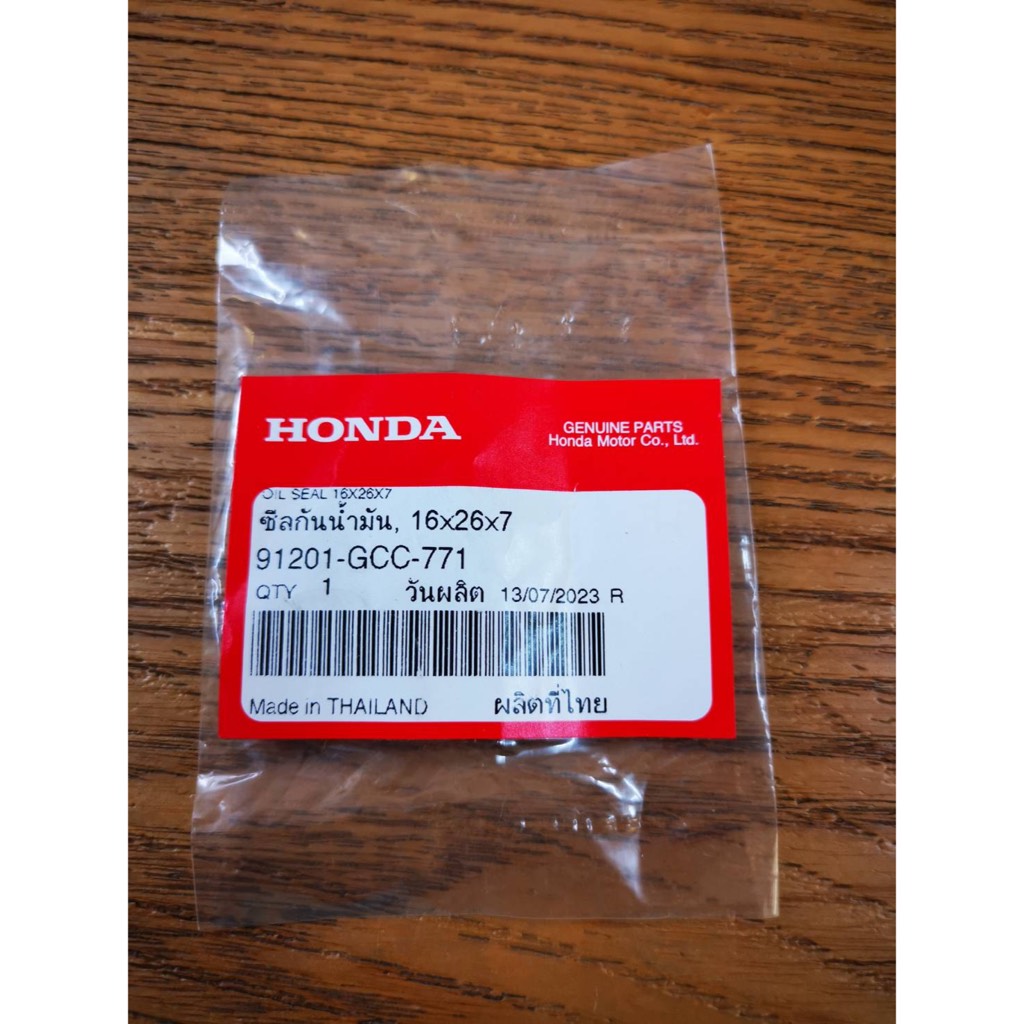 HONDA
GENUINE PARTS
Honda Motor Co., Ltd.
OIL SEAL 16X26X7
ซีลกันน้ำมัน, 16x26x7
91201-GCC-771
QTY 1 วันผลิต 13/07/2023 R
Made in THAILAND ผลิตที่ไทย